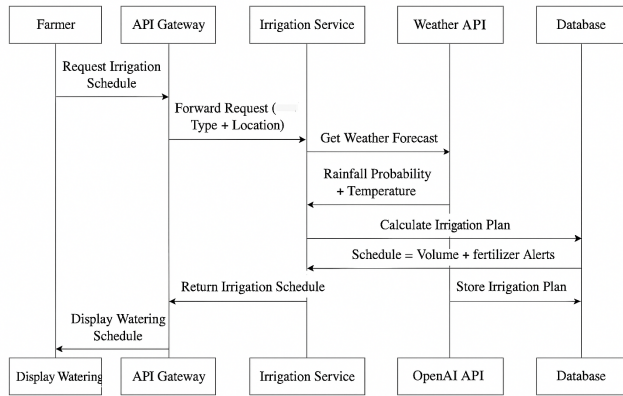 Farmer
API Gateway
Irrigation Service
Weather API
Database
Request Irrigation
Schedule
Forward Request (
Type + Location)
Get Weather Forecast
Rainfall Probability
+ Temperature
Calculate Irrigation Plan
Schedule = Volume + fertilizer Alerts
Return Irrigation Schedule
Store Irrigation Plan
Display Watering
Schedule
Display Watering
API Gateway
Irrigation Service
OpenAI API
Database